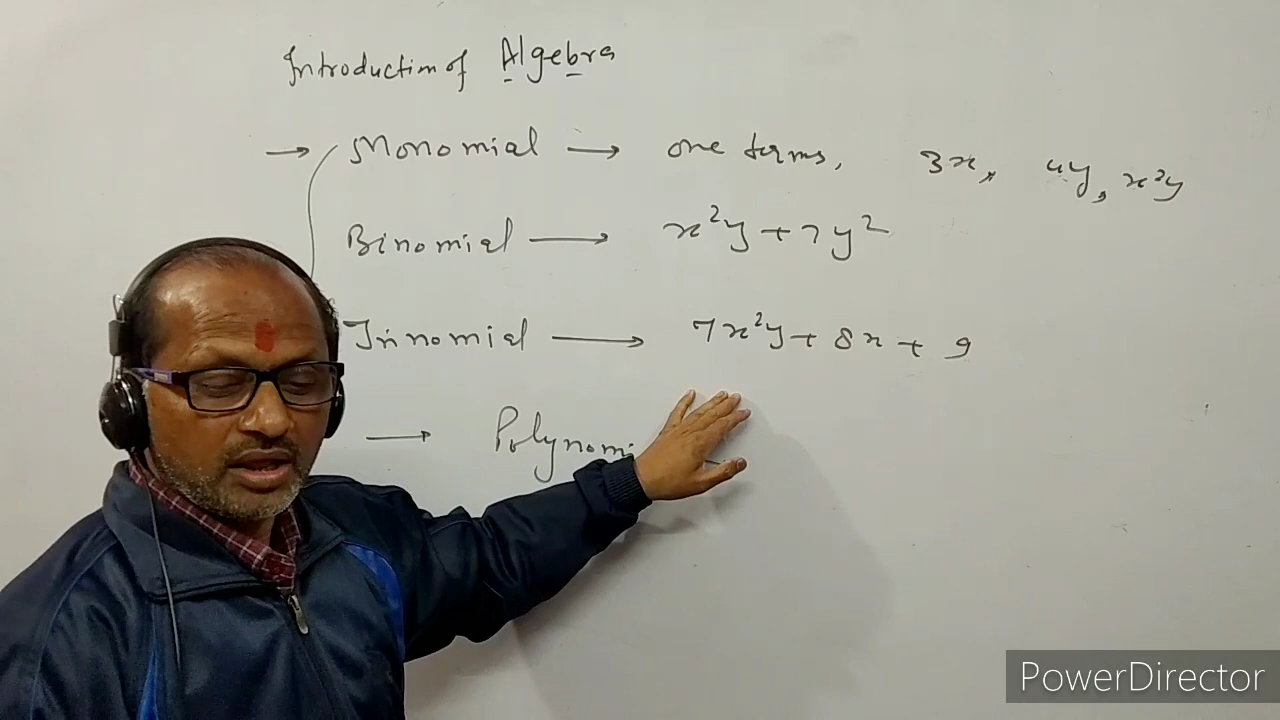 Introduction of Algebra
→ Monomial → one terms, 3x, 4y, x²y
Binomial → x²y + 7y²
Trinomial → 7x²y + 8x + 9
→ Polynomi
PowerDirector